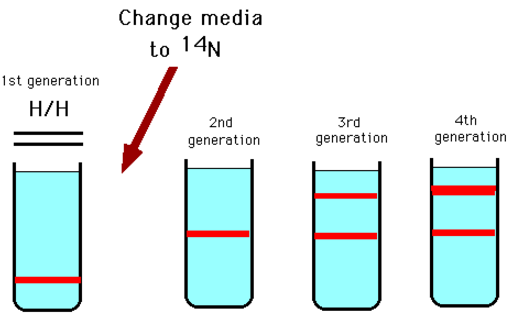 Change media
to 14N
1st generation
H/H
2nd
generation
3rd
generation
4th
generation